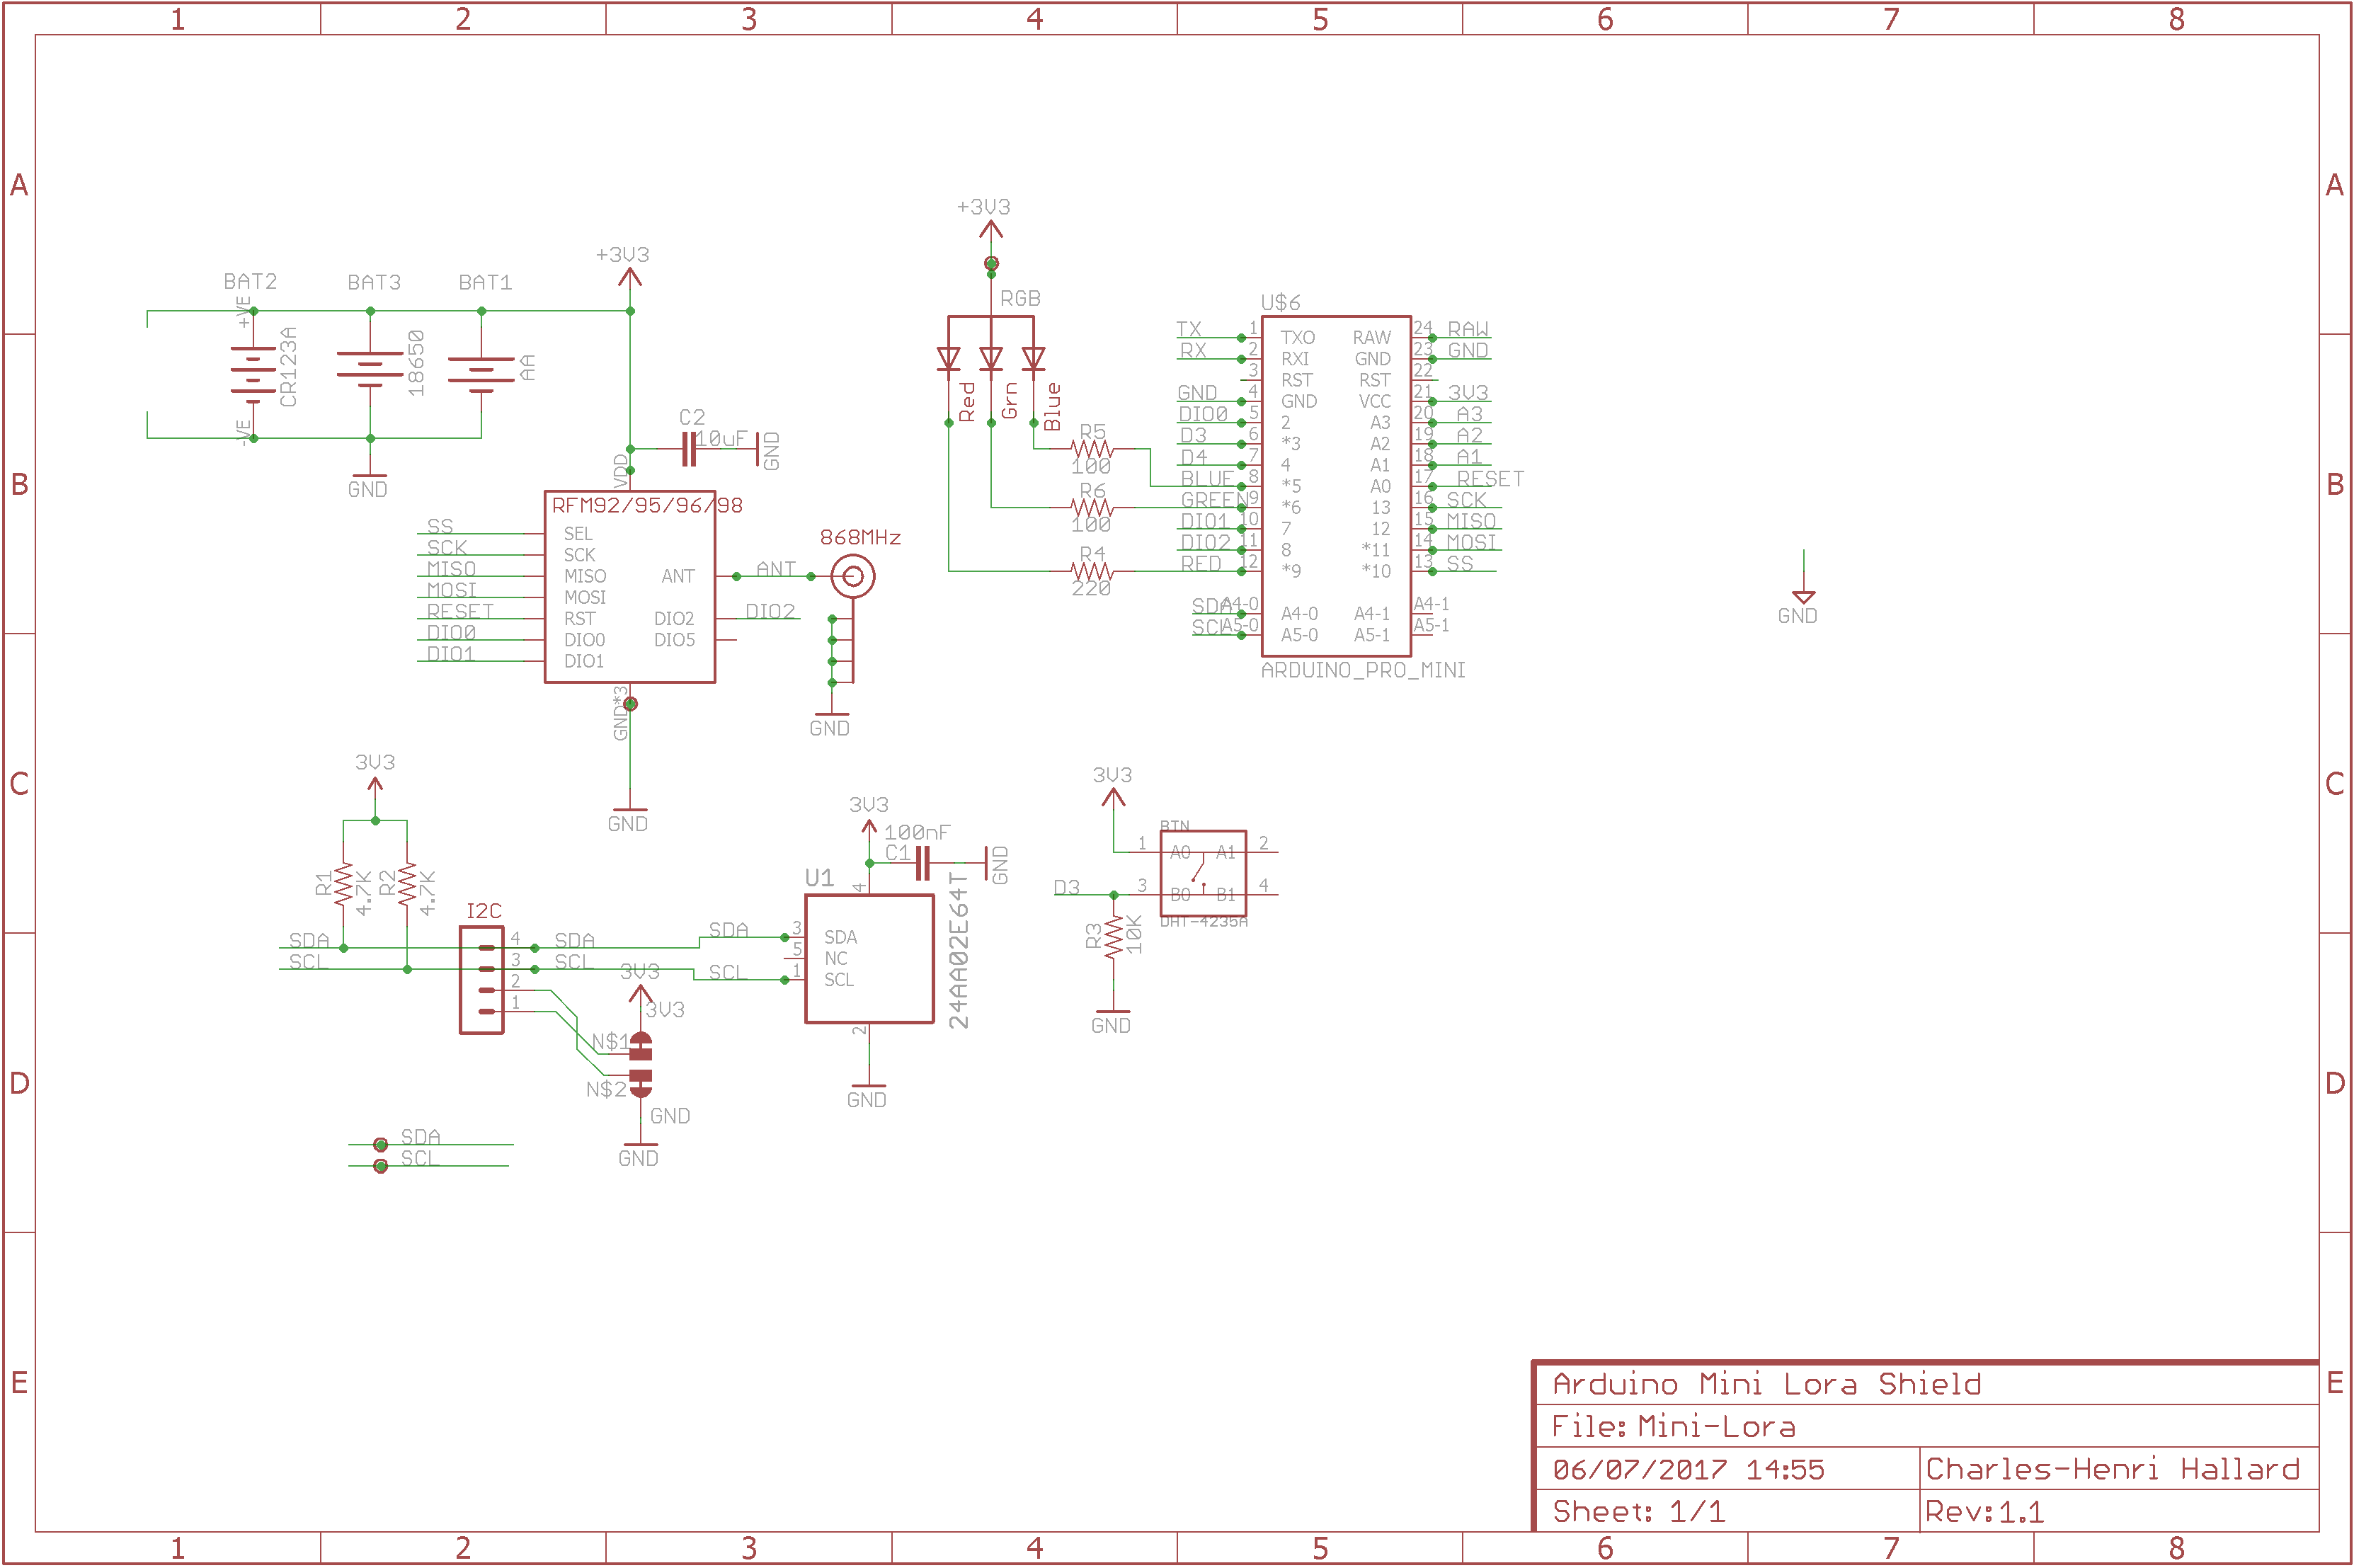 1 2 3 4 5 6 7 8
A A
B B
C C
D D
E E
+3V3
BAT2
BAT3
BAT1
+VE
-VE
CR123A
18650
AA
GND
C2
10uF
GND
VDD
RFM92/95/96/98
SS SEL
SCK SCK
MISO MISO ANT ANT
MOSI MOSI
RESET RST DIO2 DIO2
DIO0 DIO0 DIO5
DIO1 DIO1
GND*3
GND
868MHz
GND
+3V3
RGB
Red
Grn
Blue
R5
100
R6
100
R4
220
U$6
TX 1 TXO RAW 24 RAW
RX 2 RXI GND 23 GND
3 RST RST 22
GND 4 GND VCC 21 3V3
DIO0 5 2 A3 20 A3
D3 6 *3 A2 19 A2
D4 7 4 A1 18 A1
BLUE 8 *5 A0 17 RESET
GREEN 9 *6 13 16 SCK
DIO1 10 7 12 15 MISO
DIO2 11 8 *11 14 MOSI
RED 12 *9 *10 13 SS
SDA A4-0 A4-0 A4-1 A4-1
SCL A5-0 A5-0 A5-1 A5-1
ARDUINO_PRO_MINI
GND
3V3
R1
4.7K
R2
4.7K
I2C
SDA 4 SDA SDA
SCL 3 SCL SCL
2
1
3V3
3V3
N$1
N$2
GND
GND
SDA
SCL
3V3
100nF
C1
GND
U1
4
3 SDA
5 NC
1 SCL
2
24AA02E64T
GND
3V3
BTN
1 A0 A1 2
D3 3 B0 B1 4
DHT-4235A
R3
10K
GND
Arduino Mini Lora Shield
File: Mini-Lora
06/07/2017 14:55 Charles-Henri Hallard
Sheet: 1/1 Rev:1.1
1 2 3 4 5 6 7 8